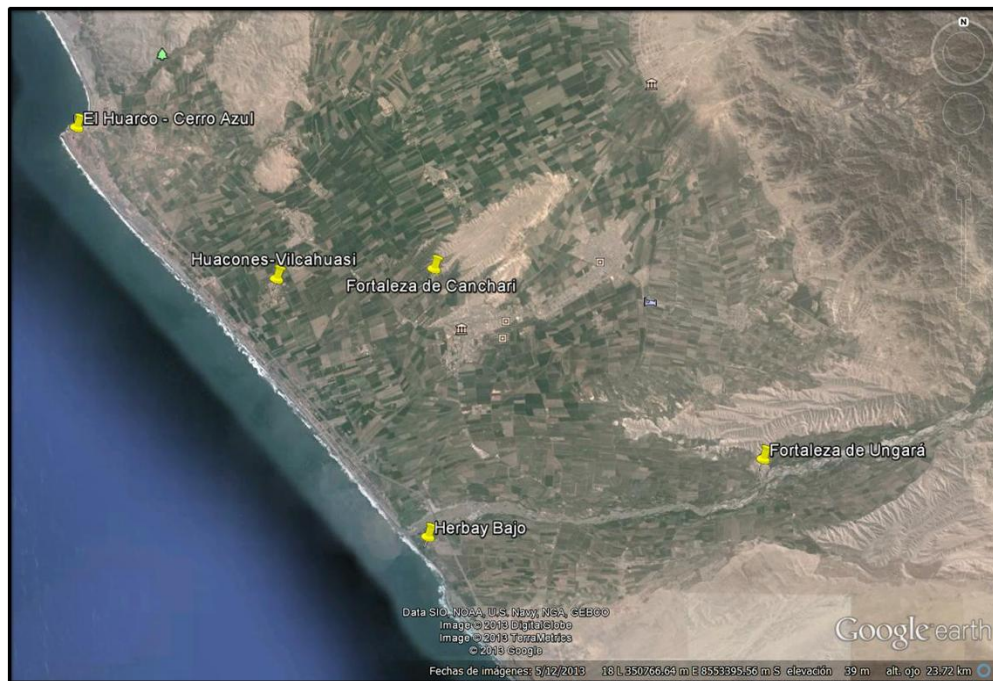 N
El Huarco - Cerro Azul
Huacones-Vilcahuasi
Fortaleza de Canchari
Fortaleza de Ungará
Herbay Bajo
Data SIO, NOAA, U.S. Navy, NGA, GEBCO
Image © 2013 DigitalGlobe
Image © 2013 TerraMetrics
© 2013 Google
Google earth
Fechas de imágenes: 5/12/2013 18 L 350766.64 m E 8553395.56 m S elevación 39 m alt. ojo 23.72 km